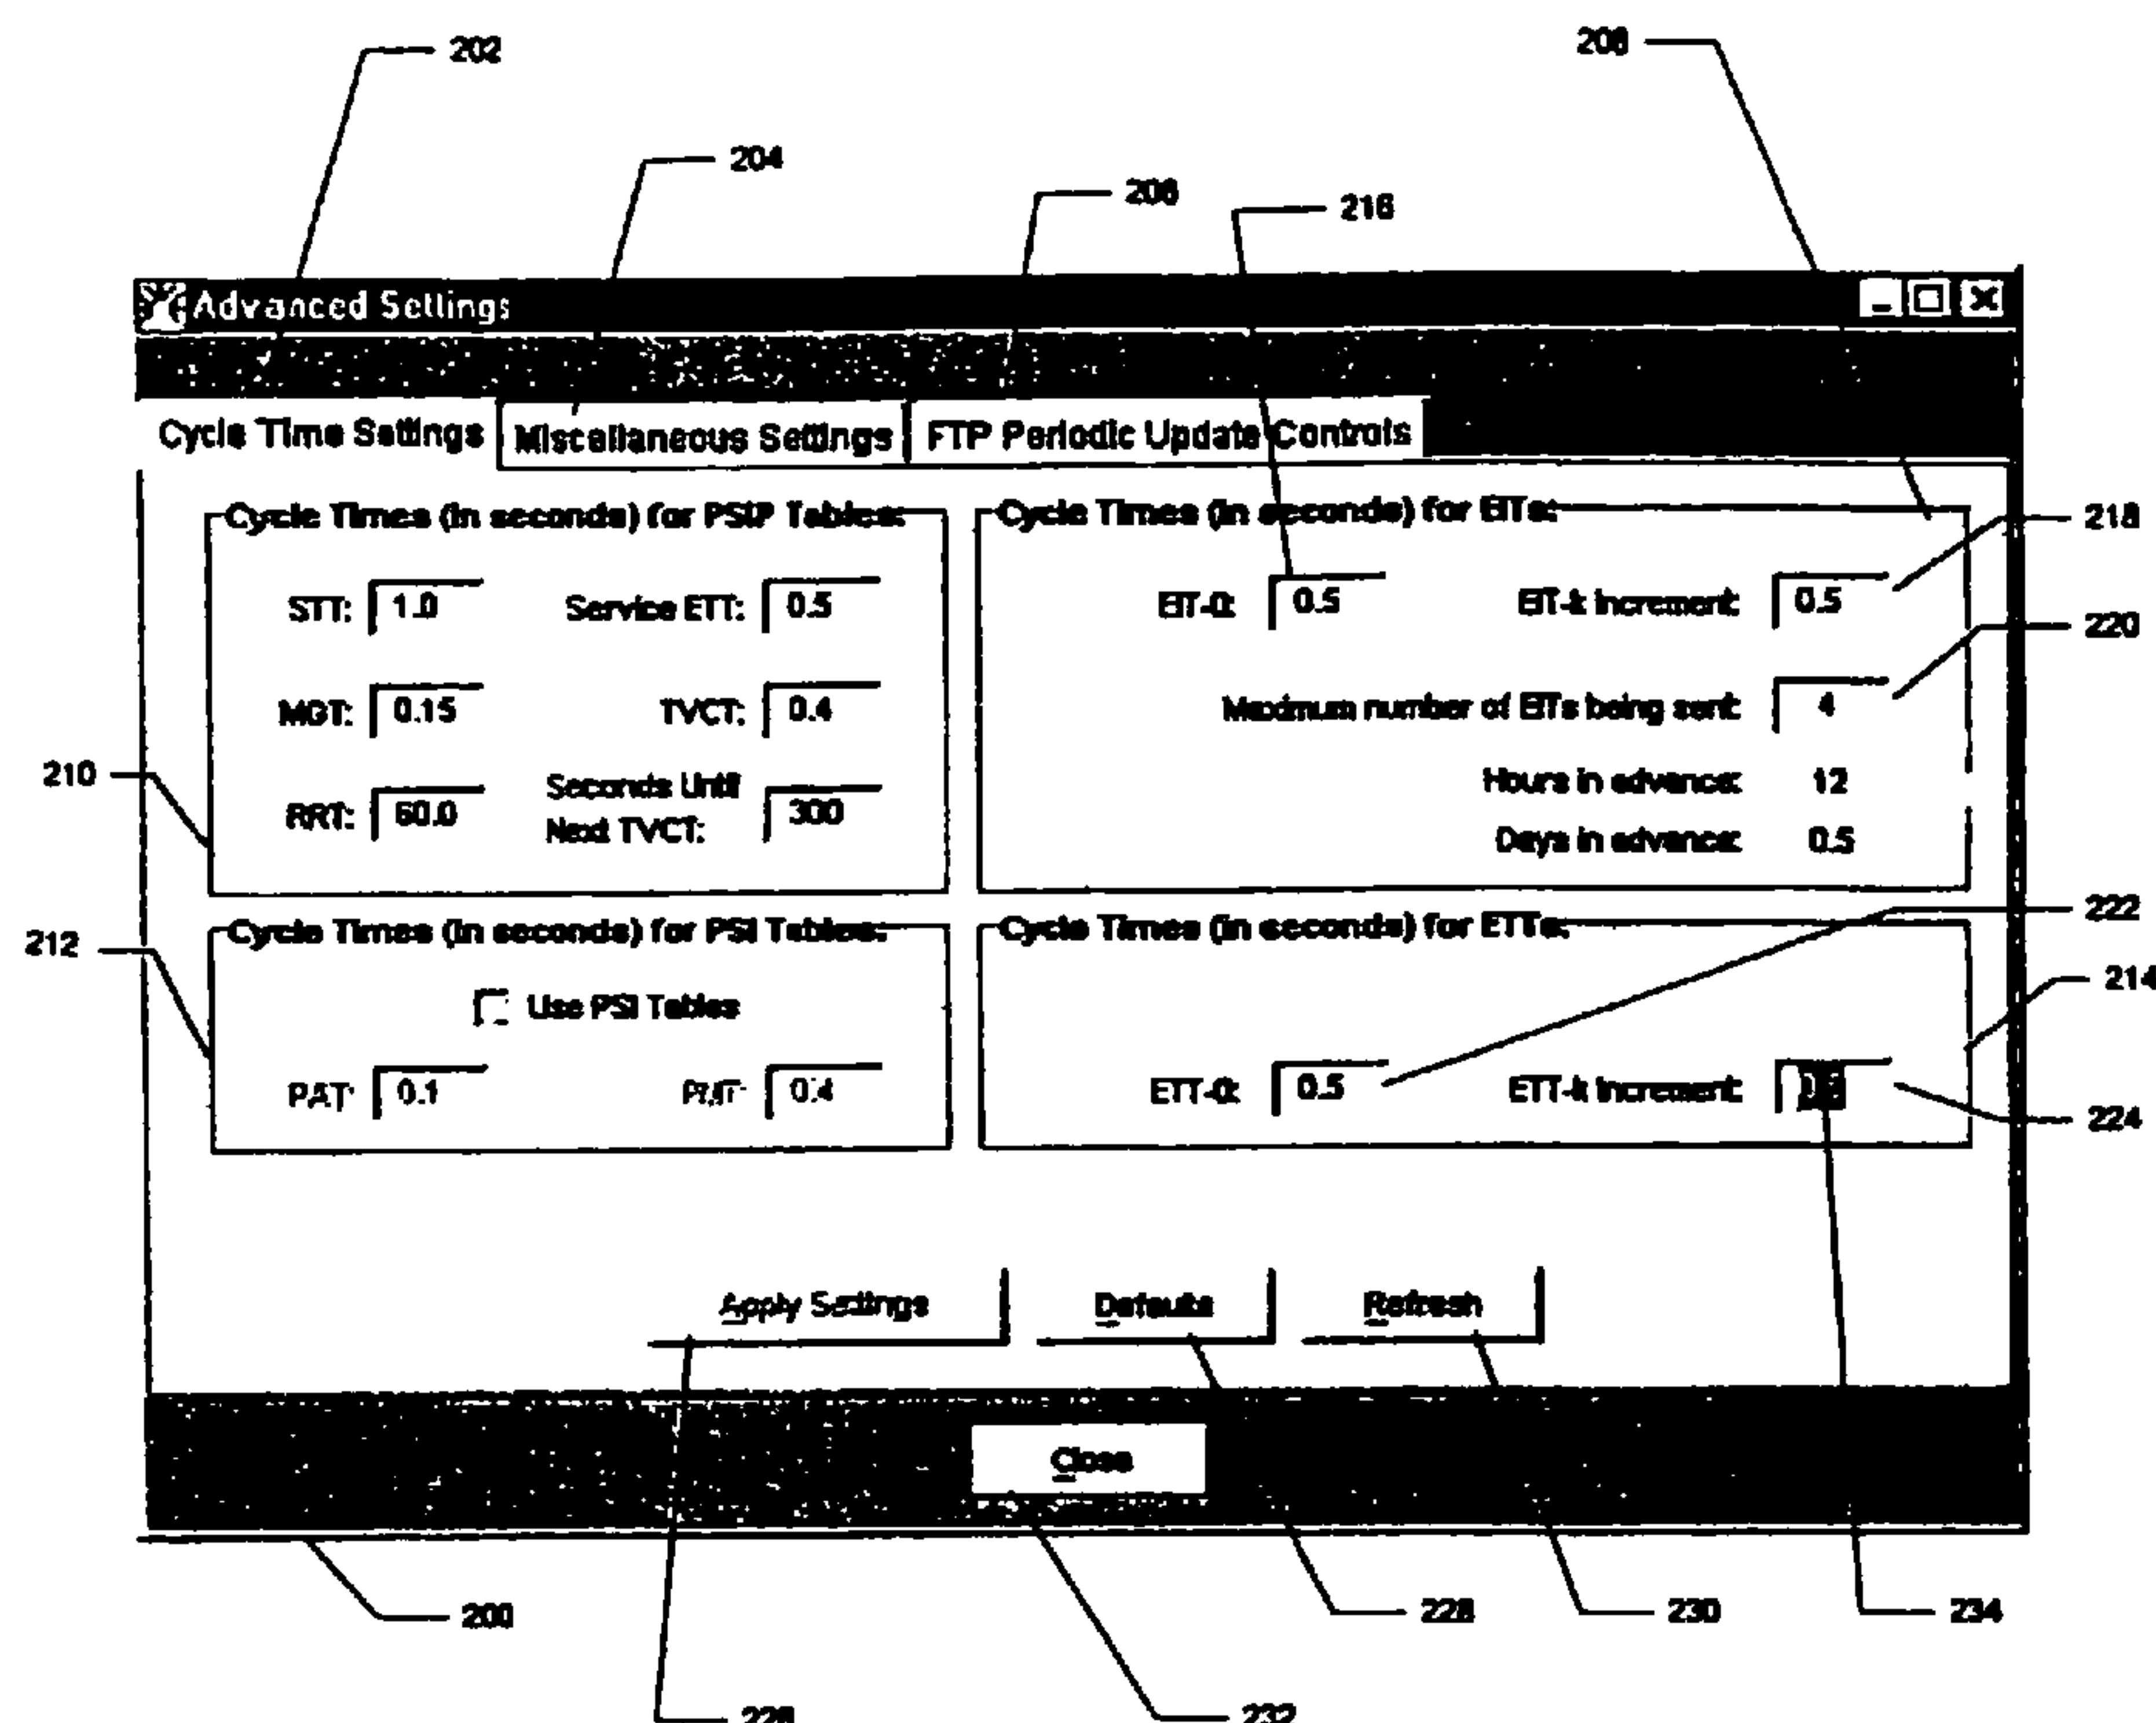 202
204
206
216
Advanced Settings
Cycle Time Settings
Miscellaneous Settings
FTP Periodic Update Controls
Cycle Times (in seconds) for PSIP Tables:
STT: 1.0
Service ETT: 0.5
MGT: 0.15
TVCT: 0.4
RRT: 60.0
Seconds Until
Next TVCT: 300
Cycle Times (in seconds) for EITs:
EIT-0: 0.5
EIT-k increment: 0.5
Maximum number of EITs being sent: 4
Hours in advance: 12
Days in advance: 0.5
218
220
210
Cycle Times (in seconds) for PSI Tables:
Use PSI Tables
PAT: 0.1
0.4
Cycle Times (in seconds) for ETTs:
ETT-0: 0.5
ETT-k increment:
222
214
224
212
Apply Settings
Defaults
Refresh
Close
200
228
230
234
232